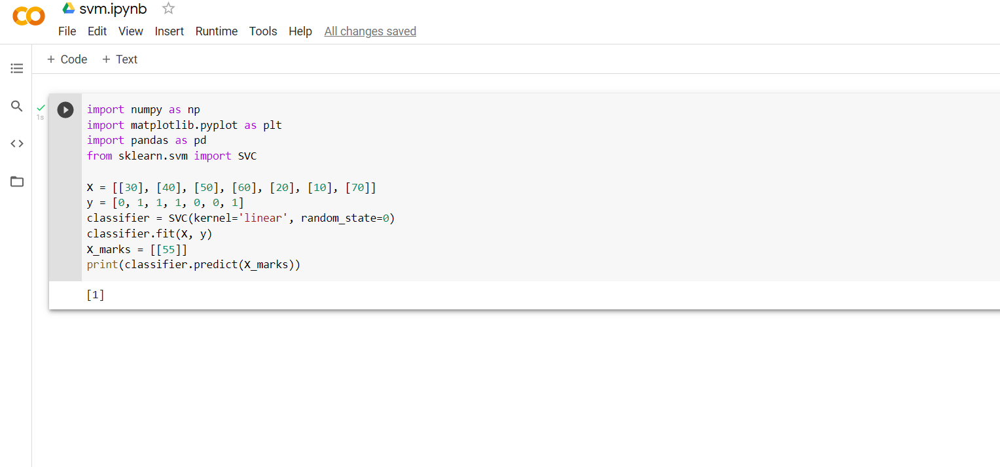 svm.ipynb
File Edit View Insert Runtime Tools Help All changes saved
+ Code + Text
1s
import numpy as np
import matplotlib.pyplot as plt
import pandas as pd
from sklearn.svm import SVC
X = [[30], [40], [50], [60], [20], [10], [70]]
y = [0, 1, 1, 1, 0, 0, 1]
classifier = SVC(kernel='linear', random_state=0)
classifier.fit(X, y)
X_marks = [[55]]
print(classifier.predict(X_marks))
[1]